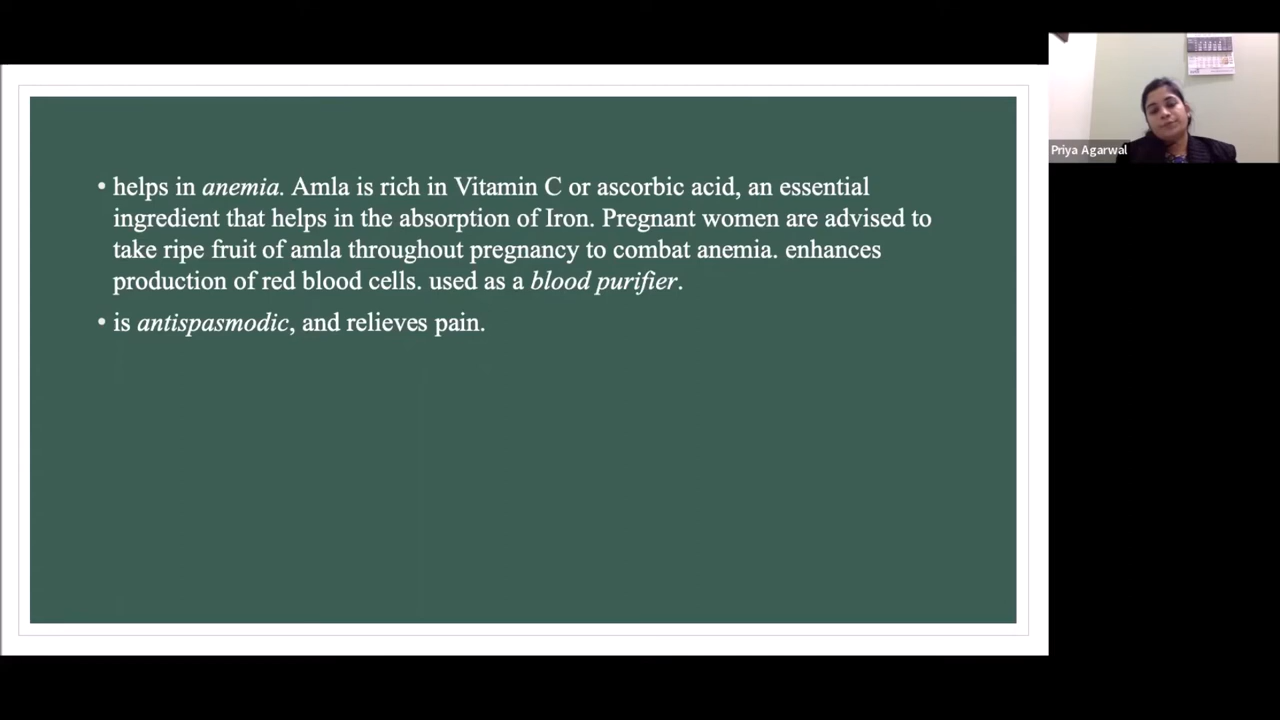 • helps in anemia. Amla is rich in Vitamin C or ascorbic acid, an essential
ingredient that helps in the absorption of Iron. Pregnant women are advised to
take ripe fruit of amla throughout pregnancy to combat anemia. enhances
production of red blood cells. used as a blood purifier.
• is antispasmodic, and relieves pain.
Priya Agarwal